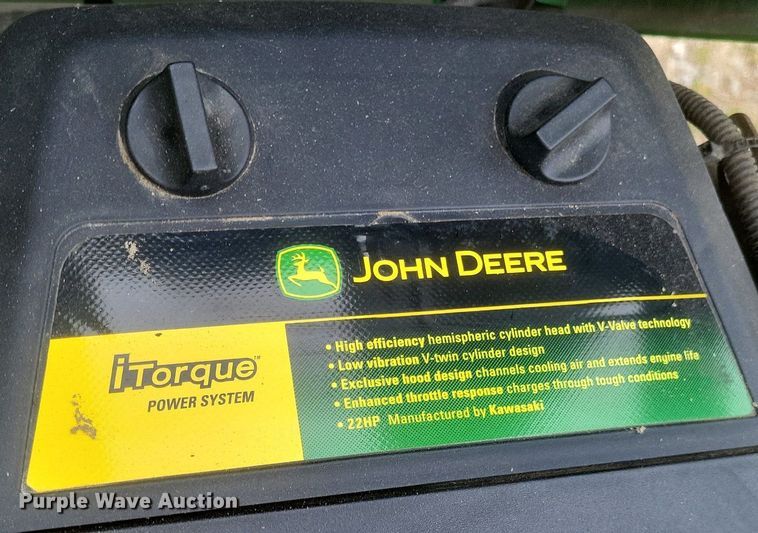 JOHN DEERE
iTorque™
POWER SYSTEM
• High efficiency hemispheric cylinder head with V-Valve technology
• Low vibration V-twin cylinder design
• Exclusive hood design channels cooling air and extends engine life
• Enhanced throttle response charges through tough conditions
• 22HP Manufactured by Kawasaki
Purple Wave Auction